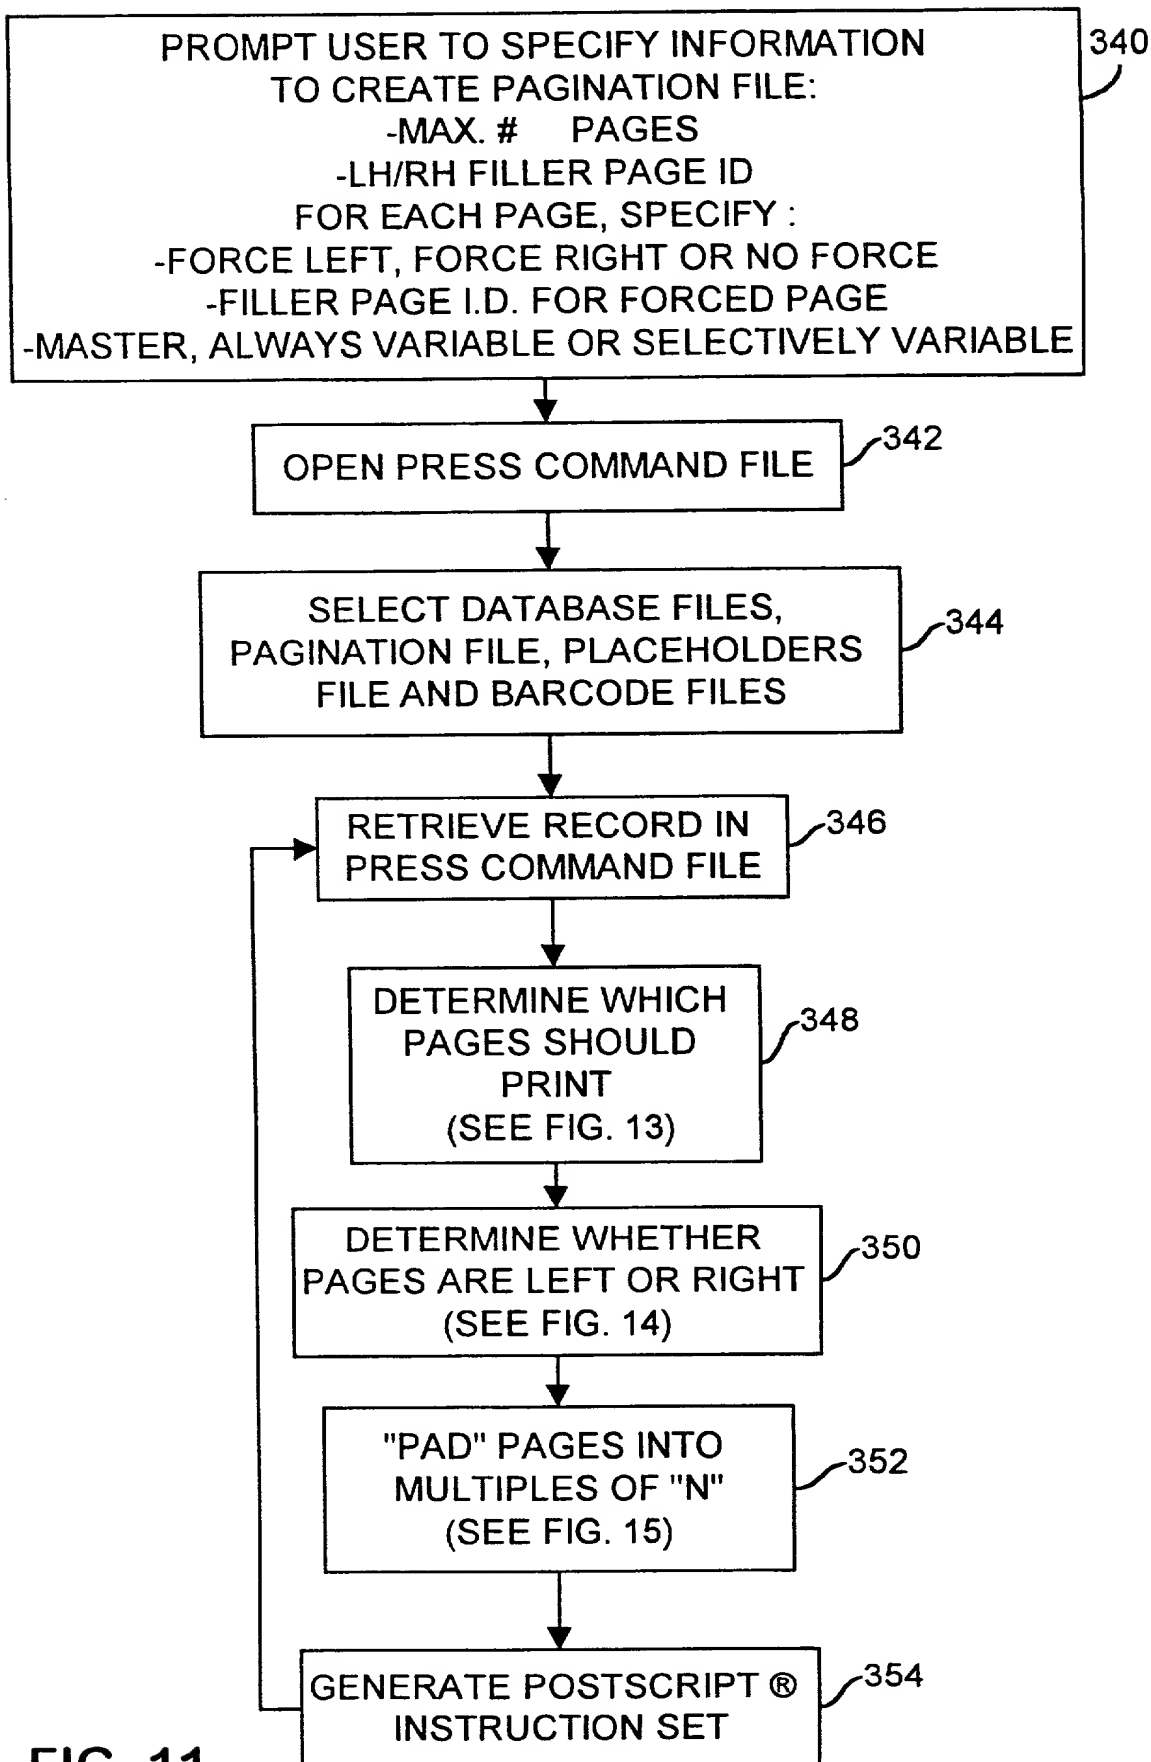 PROMPT USER TO SPECIFY INFORMATION
TO CREATE PAGINATION FILE:
-MAX. # PAGES
-LH/RH FILLER PAGE ID
FOR EACH PAGE, SPECIFY :
-FORCE LEFT, FORCE RIGHT OR NO FORCE
-FILLER PAGE I.D. FOR FORCED PAGE
-MASTER, ALWAYS VARIABLE OR SELECTIVELY VARIABLE
340
OPEN PRESS COMMAND FILE
342
SELECT DATABASE FILES,
PAGINATION FILE, PLACEHOLDERS
FILE AND BARCODE FILES
344
RETRIEVE RECORD IN
PRESS COMMAND FILE
346
DETERMINE WHICH
PAGES SHOULD
PRINT
(SEE FIG. 13)
348
DETERMINE WHETHER
PAGES ARE LEFT OR RIGHT
(SEE FIG. 14)
350
"PAD" PAGES INTO
MULTIPLES OF "N"
(SEE FIG. 15)
352
GENERATE POSTSCRIPT ®
INSTRUCTION SET
354
FIG. 11